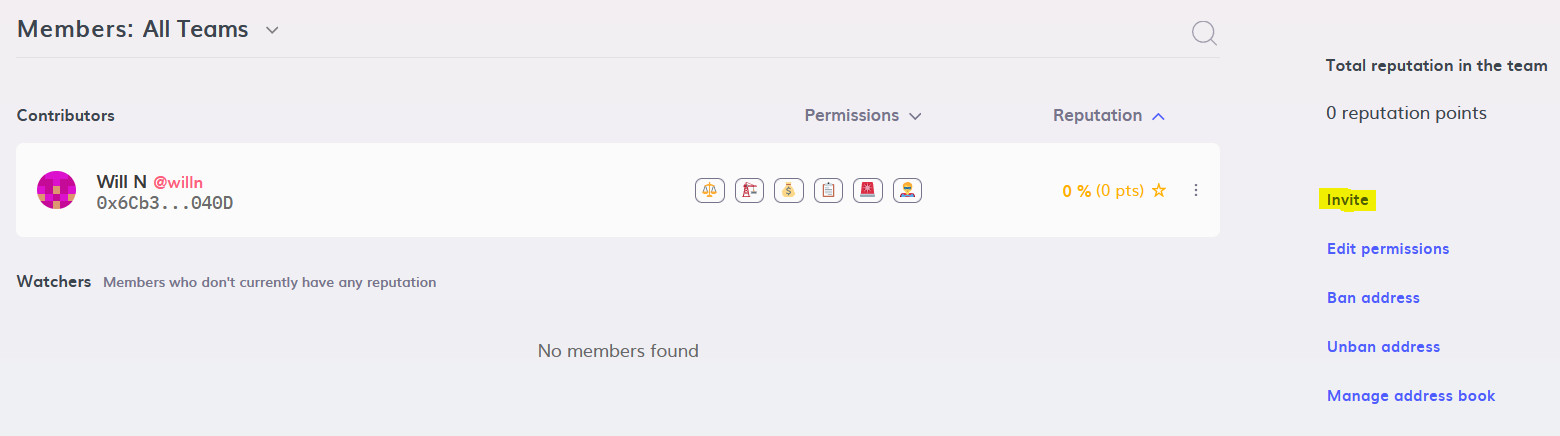 Members: All Teams
Total reputation in the team
0 reputation points
Contributors Permissions Reputation
Will N @willn
0x6Cb3...040D
0 % (0 pts)
Invite
Edit permissions
Ban address
Unban address
Manage address book
Watchers Members who don't currently have any reputation
No members found